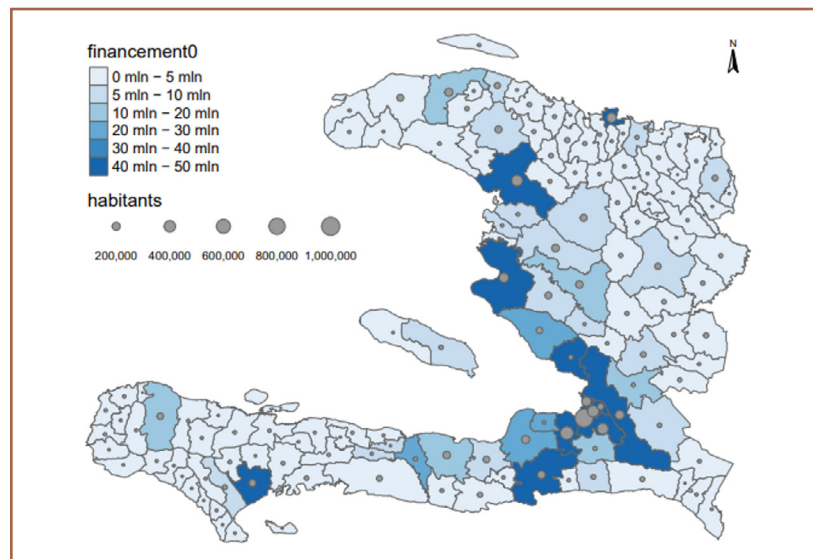 N
financement0
0 mln – 5 mln
5 mln – 10 mln
10 mln – 20 mln
20 mln – 30 mln
30 mln – 40 mln
40 mln – 50 mln
habitants
200,000 400,000 600,000 800,000 1,000,000